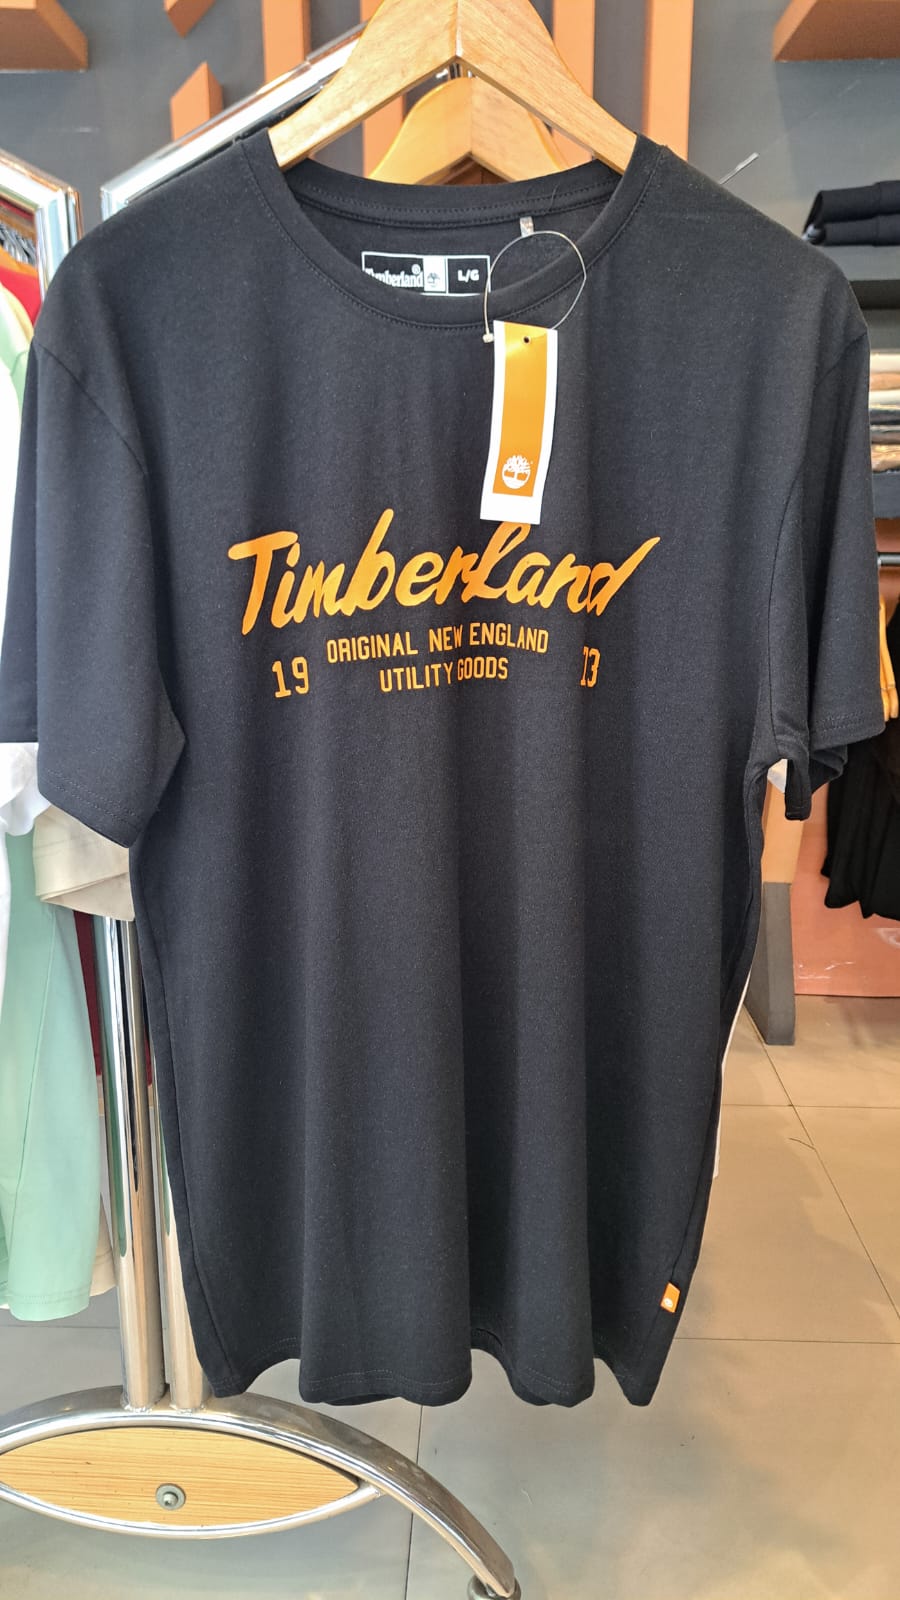 Timberland® L/G
Timberland
ORIGINAL NEW ENGLAND
19 UTILITY GOODS 73